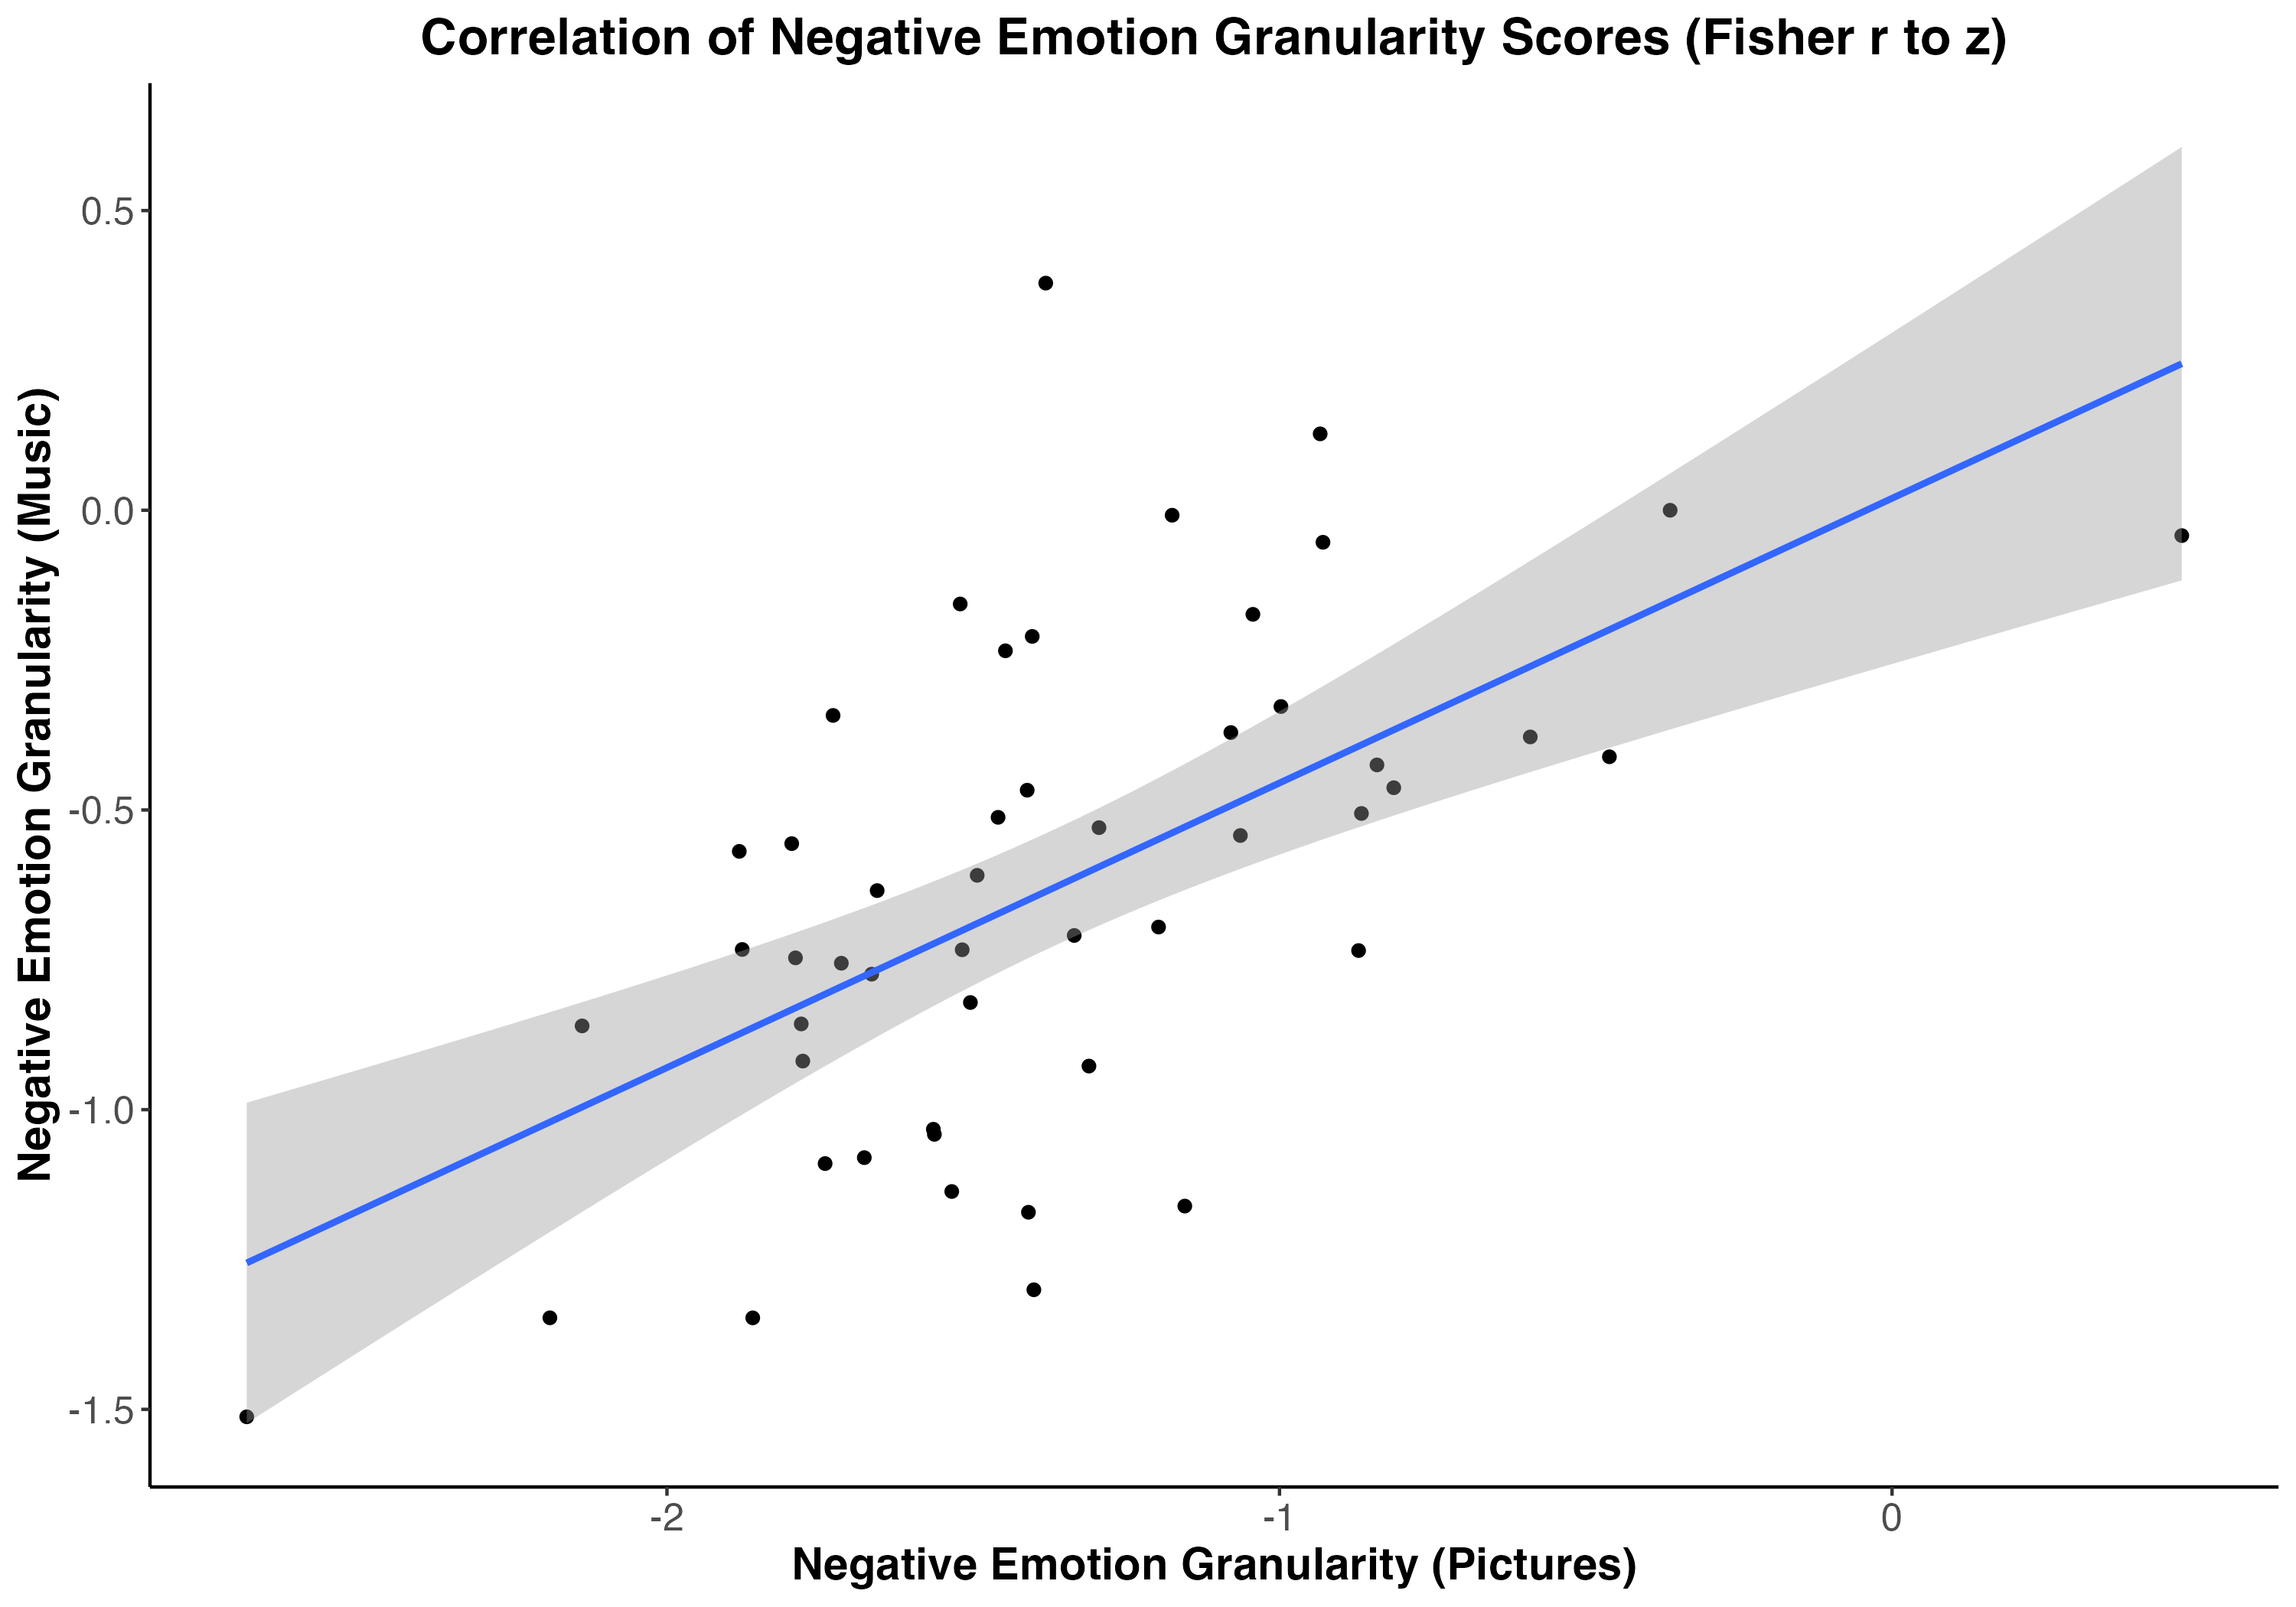 Correlation of Negative Emotion Granularity Scores (Fisher r to z)
Negative Emotion Granularity (Music)
0.5
0.0
-0.5
-1.0
-1.5
-2
-1
0
Negative Emotion Granularity (Pictures)